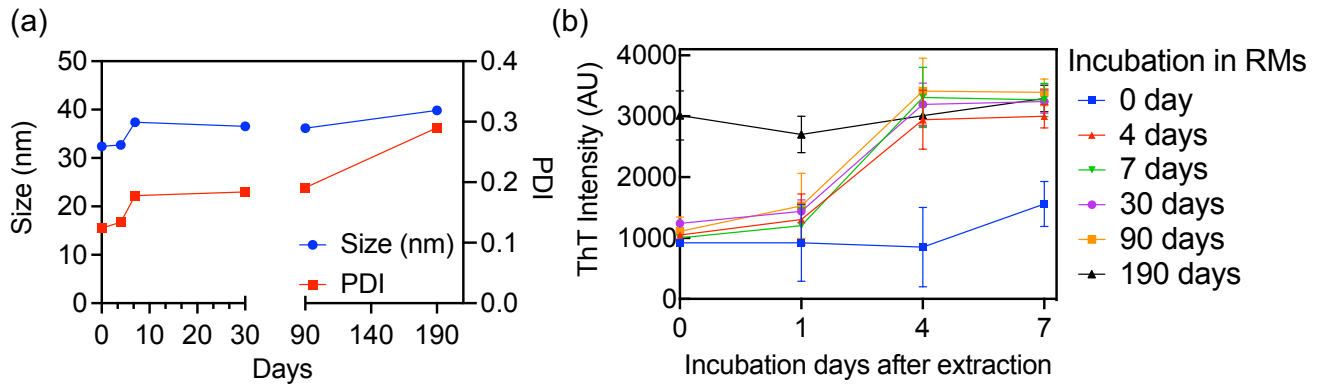 (a)
50
40
30
20
10
0
Size (nm)
0.4
0.3
0.2
0.1
0.0
PDI
Size (nm)
PDI
0 10 20 30 90 140 190
Days
(b)
4000
3000
2000
1000
0
ThT Intensity (AU)
0 1 4 7
Incubation days after extraction
Incubation in RMs
0 day
4 days
7 days
30 days
90 days
190 days